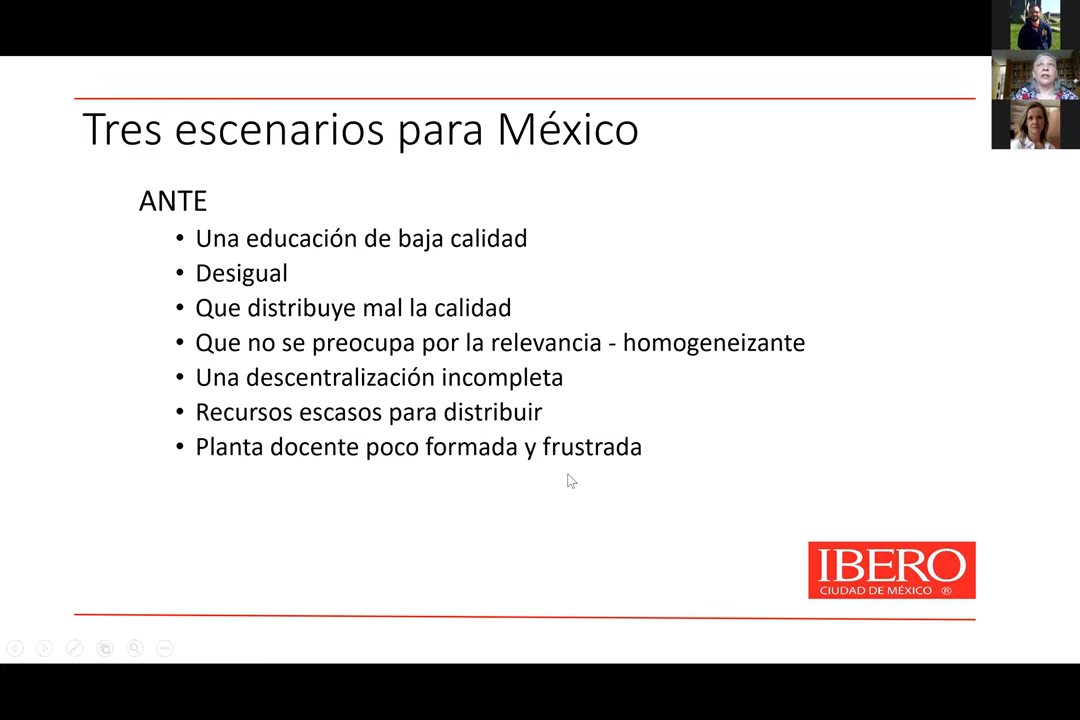 Tres escenarios para México
ANTE
• Una educación de baja calidad
• Desigual
• Que distribuye mal la calidad
• Que no se preocupa por la relevancia - homogeneizante
• Una descentralización incompleta
• Recursos escasos para distribuir
• Planta docente poco formada y frustrada
IBERO
CIUDAD DE MÉXICO ®